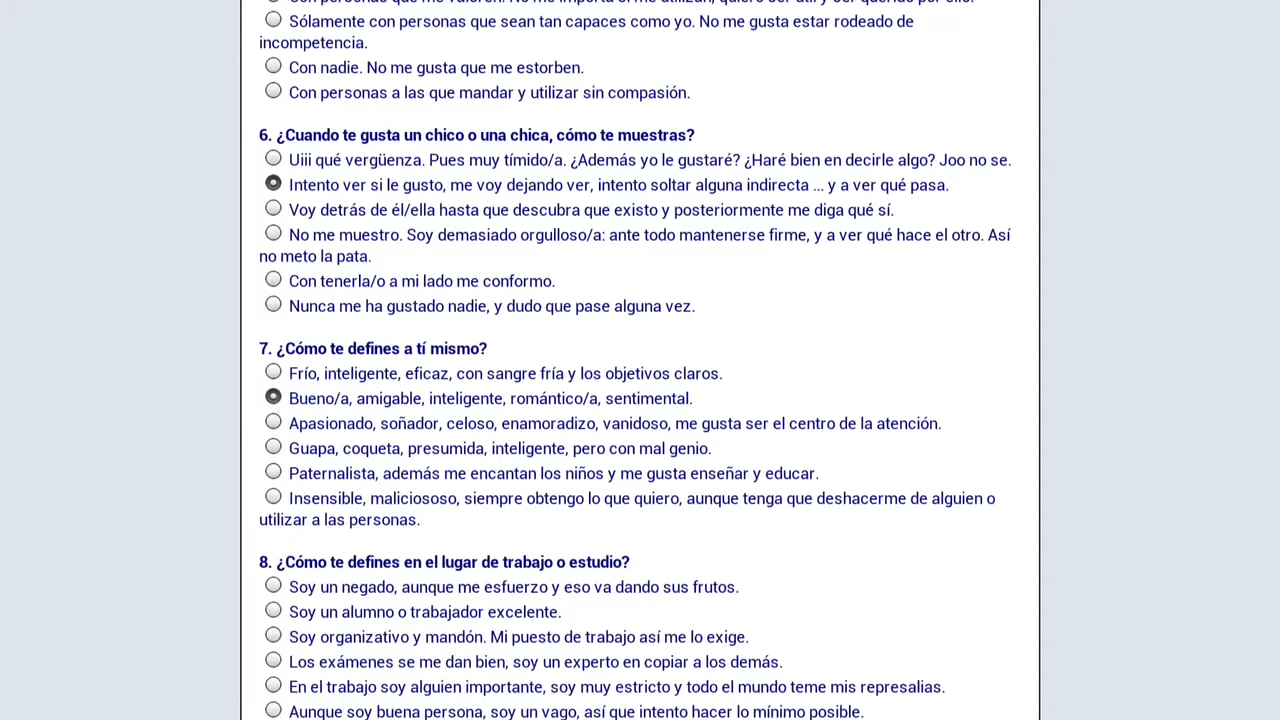 Sólamente con personas que sean tan capaces como yo. No me gusta estar rodeado de
incompetencia.
Con nadie. No me gusta que me estorben.
Con personas a las que mandar y utilizar sin compasión.
6. ¿Cuando te gusta un chico o una chica, cómo te muestras?
Uiii qué vergüenza. Pues muy tímido/a. ¿Además yo le gustaré? ¿Haré bien en decirle algo? Joo no se.
Intento ver si le gusto, me voy dejando ver, intento soltar alguna indirecta ... y a ver qué pasa.
Voy detrás de él/ella hasta que descubra que existo y posteriormente me diga qué sí.
No me muestro. Soy demasiado orgulloso/a: ante todo mantenerse firme, y a ver qué hace el otro. Así
no meto la pata.
Con tenerla/o a mi lado me conformo.
Nunca me ha gustado nadie, y dudo que pase alguna vez.
7. ¿Cómo te defines a tí mismo?
Frío, inteligente, eficaz, con sangre fría y los objetivos claros.
Bueno/a, amigable, inteligente, romántico/a, sentimental.
Apasionado, soñador, celoso, enamoradizo, vanidoso, me gusta ser el centro de la atención.
Guapa, coqueta, presumida, inteligente, pero con mal genio.
Paternalista, además me encantan los niños y me gusta enseñar y educar.
Insensible, maliciososo, siempre obtengo lo que quiero, aunque tenga que deshacerme de alguien o
utilizar a las personas.
8. ¿Cómo te defines en el lugar de trabajo o estudio?
Soy un negado, aunque me esfuerzo y eso va dando sus frutos.
Soy un alumno o trabajador excelente.
Soy organizativo y mandón. Mi puesto de trabajo así me lo exige.
Los exámenes se me dan bien, soy un experto en copiar a los demás.
En el trabajo soy alguien importante, soy muy estricto y todo el mundo teme mis represalias.
Aunque soy buena persona, soy un vago, así que intento hacer lo mínimo posible.